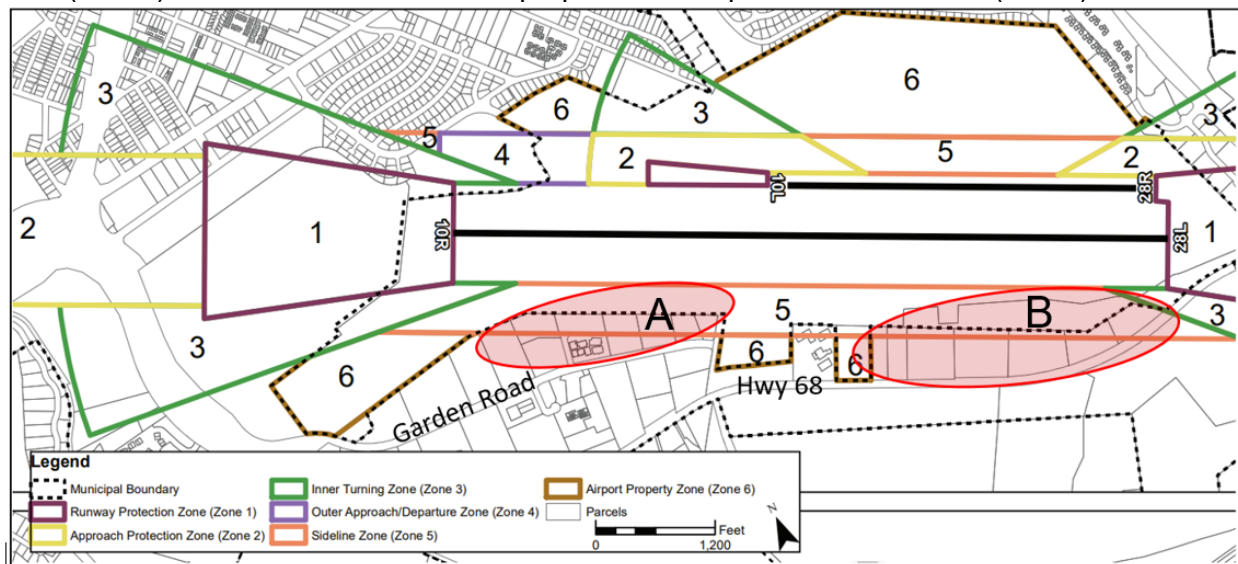 6
3
6
3
3
5
4
2
5
2
10L
28R
2
1
10R
28L
1
A
5
B
3
3
6
6
6
Garden Road
Hwy 68
Legend
Municipal Boundary
Inner Turning Zone (Zone 3)
Airport Property Zone (Zone 6)
Runway Protection Zone (Zone 1)
Outer Approach/Departure Zone (Zone 4)
Parcels
Approach Protection Zone (Zone 2)
Sideline Zone (Zone 5)
Feet
0
1,200
N